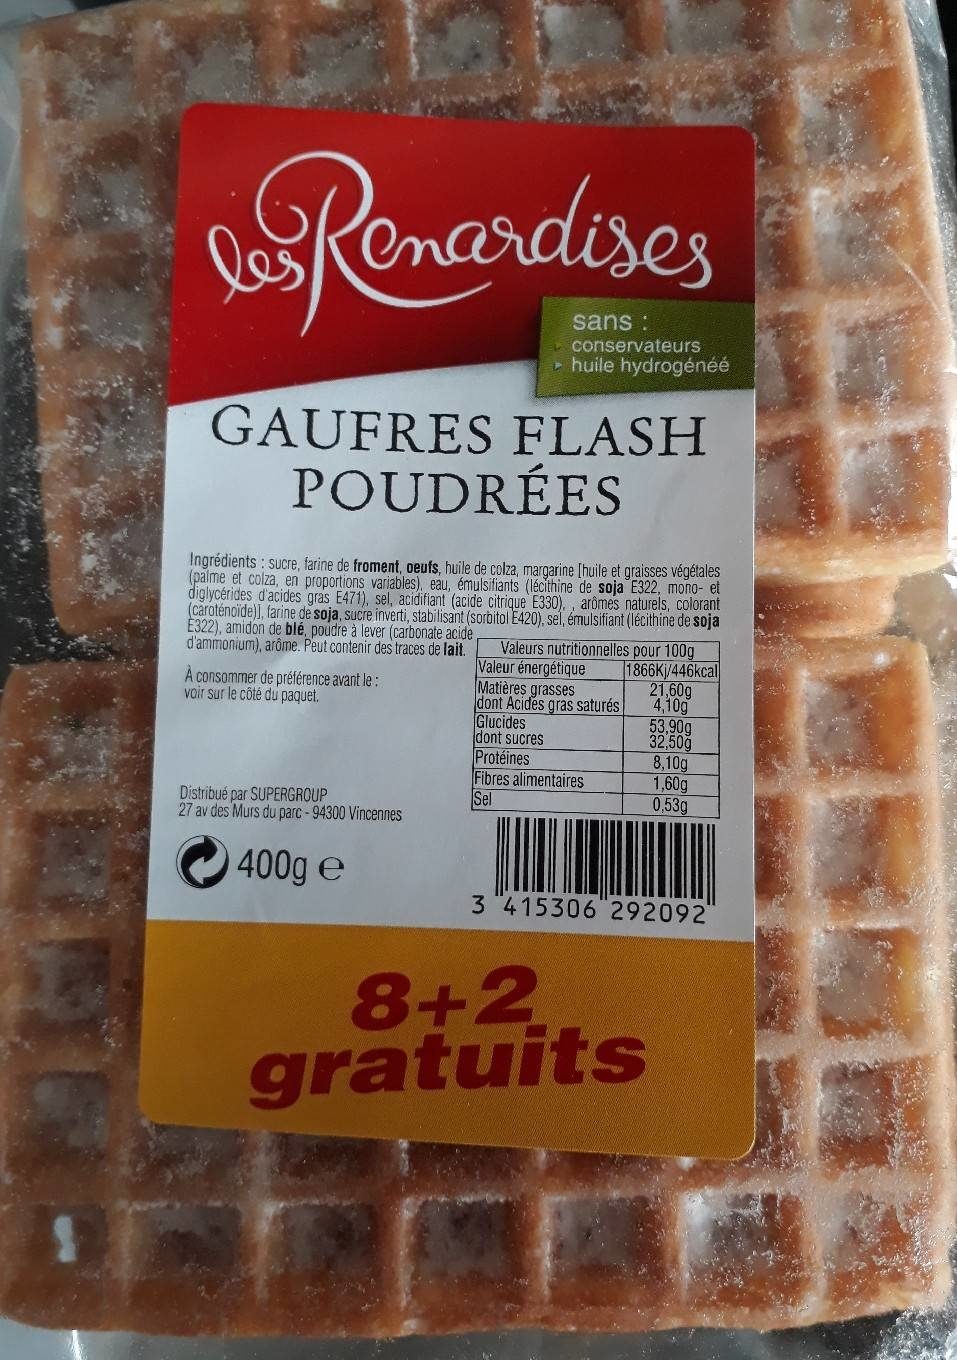 les Renardises
sans :
conservateurs
huile hydrogénéé
GAUFRES FLASH
POUDRÉES
Ingrédients : sucre, farine de froment, oeufs, huile de colza, margarine [huile et graisses végétales
(palme et colza, en proportions variables), eau, émulsifiants (lécithine de soja E322, mono- et
diglycérides d'acides gras E471), sel, acidifiant (acide citrique E330), , arômes naturels, colorant
(caroténoïde)], farine de soja, sucre inverti, stabilisant (sorbitol E420), sel, émulsifiant (lécithine de soja
E322), amidon de blé, poudre à lever (carbonate acide
d'ammonium), arôme. Peut contenir des traces de lait.
À consommer de préférence avant le :
voir sur le côté du paquet.
Valeurs nutritionnelles pour 100g
Valeur énergétique 1866Kj/446kcal
Matières grasses 21,60g
dont Acides gras saturés 4,10g
Glucides 53,90g
dont sucres 32,50g
Protéines 8,10g
Fibres alimentaires 1,60g
Sel 0,53g
Distribué par SUPERGROUP
27 av des Murs du parc - 94300 Vincennes
400g e
3 415306 292092
8+2
gratuits